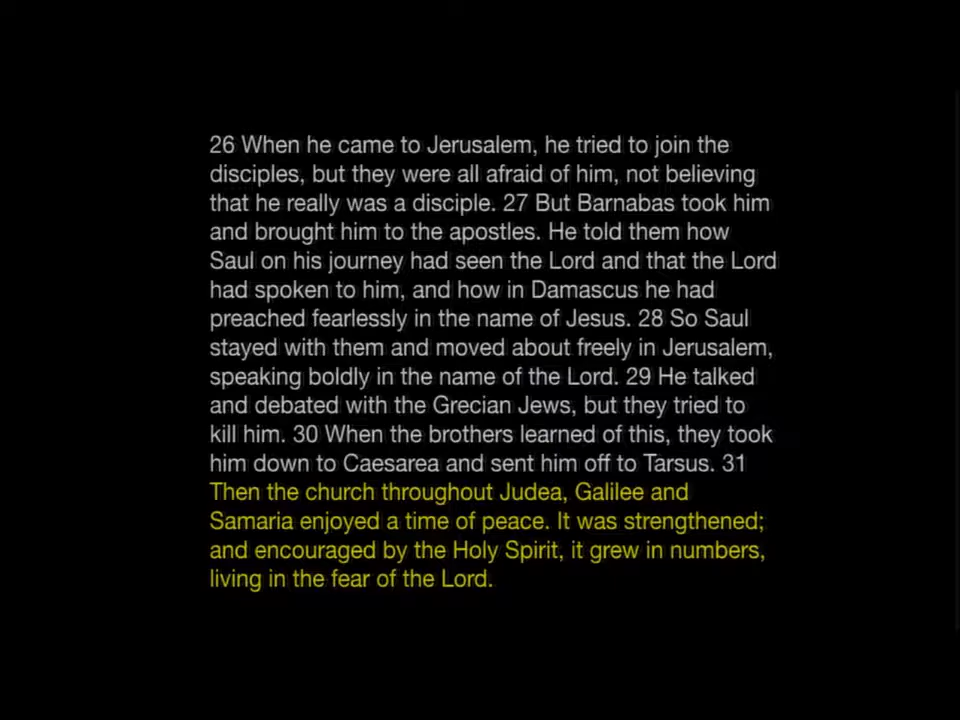 26 When he came to Jerusalem, he tried to join the
disciples, but they were all afraid of him, not believing
that he really was a disciple. 27 But Barnabas took him
and brought him to the apostles. He told them how
Saul on his journey had seen the Lord and that the Lord
had spoken to him, and how in Damascus he had
preached fearlessly in the name of Jesus. 28 So Saul
stayed with them and moved about freely in Jerusalem,
speaking boldly in the name of the Lord. 29 He talked
and debated with the Grecian Jews, but they tried to
kill him. 30 When the brothers learned of this, they took
him down to Caesarea and sent him off to Tarsus. 31
Then the church throughout Judea, Galilee and
Samaria enjoyed a time of peace. It was strengthened;
and encouraged by the Holy Spirit, it grew in numbers,
living in the fear of the Lord.